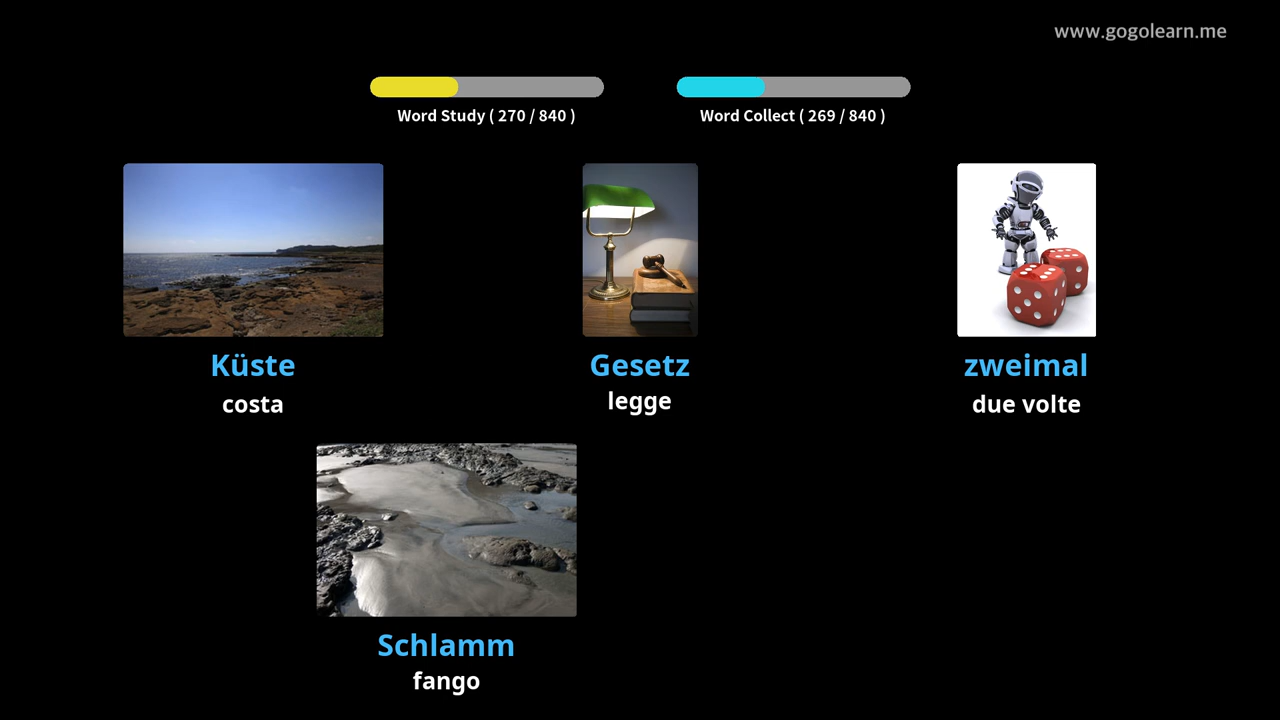 www.gogolearn.me
Word Study ( 270 / 840 )
Word Collect ( 269 / 840 )
Küste
costa
Gesetz
legge
zweimal
due volte
Schlamm
fango